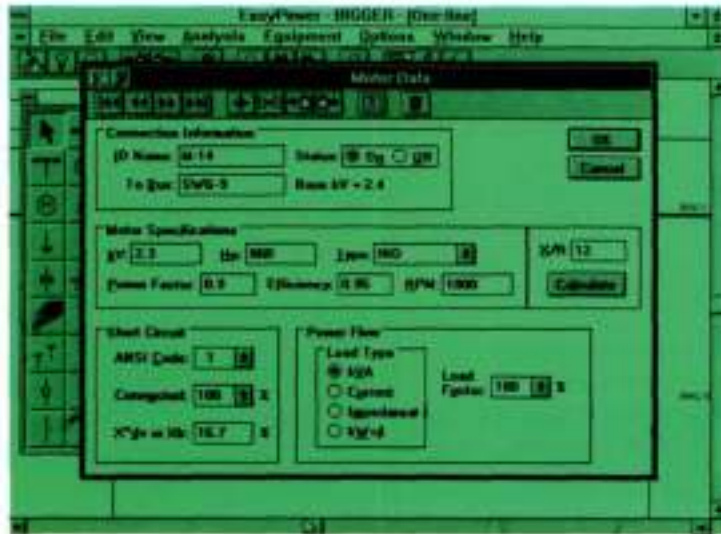 EasyPower - BIGGER - [One-line]
File Edit View Analysis Equipment Options Window Help
Motor Data
Connection Information
ID Name: M-14
Status: On Off
To Bus: SWG-9
Base kV = 2.4
OK
Cancel
Motor Specifications
kV: 2.3
Hp:
Type: IND
Power Factor: 0.9
Efficiency: 0.95
RPM: 1800
X/R: 12
Calculate
Short Circuit
ANSI Code: 1
Connected: 100 %
X"dv or Xlr: 16.7 %
Power Flow
Load Type
kVA
Current
Impedance
Load Factor: 100 %